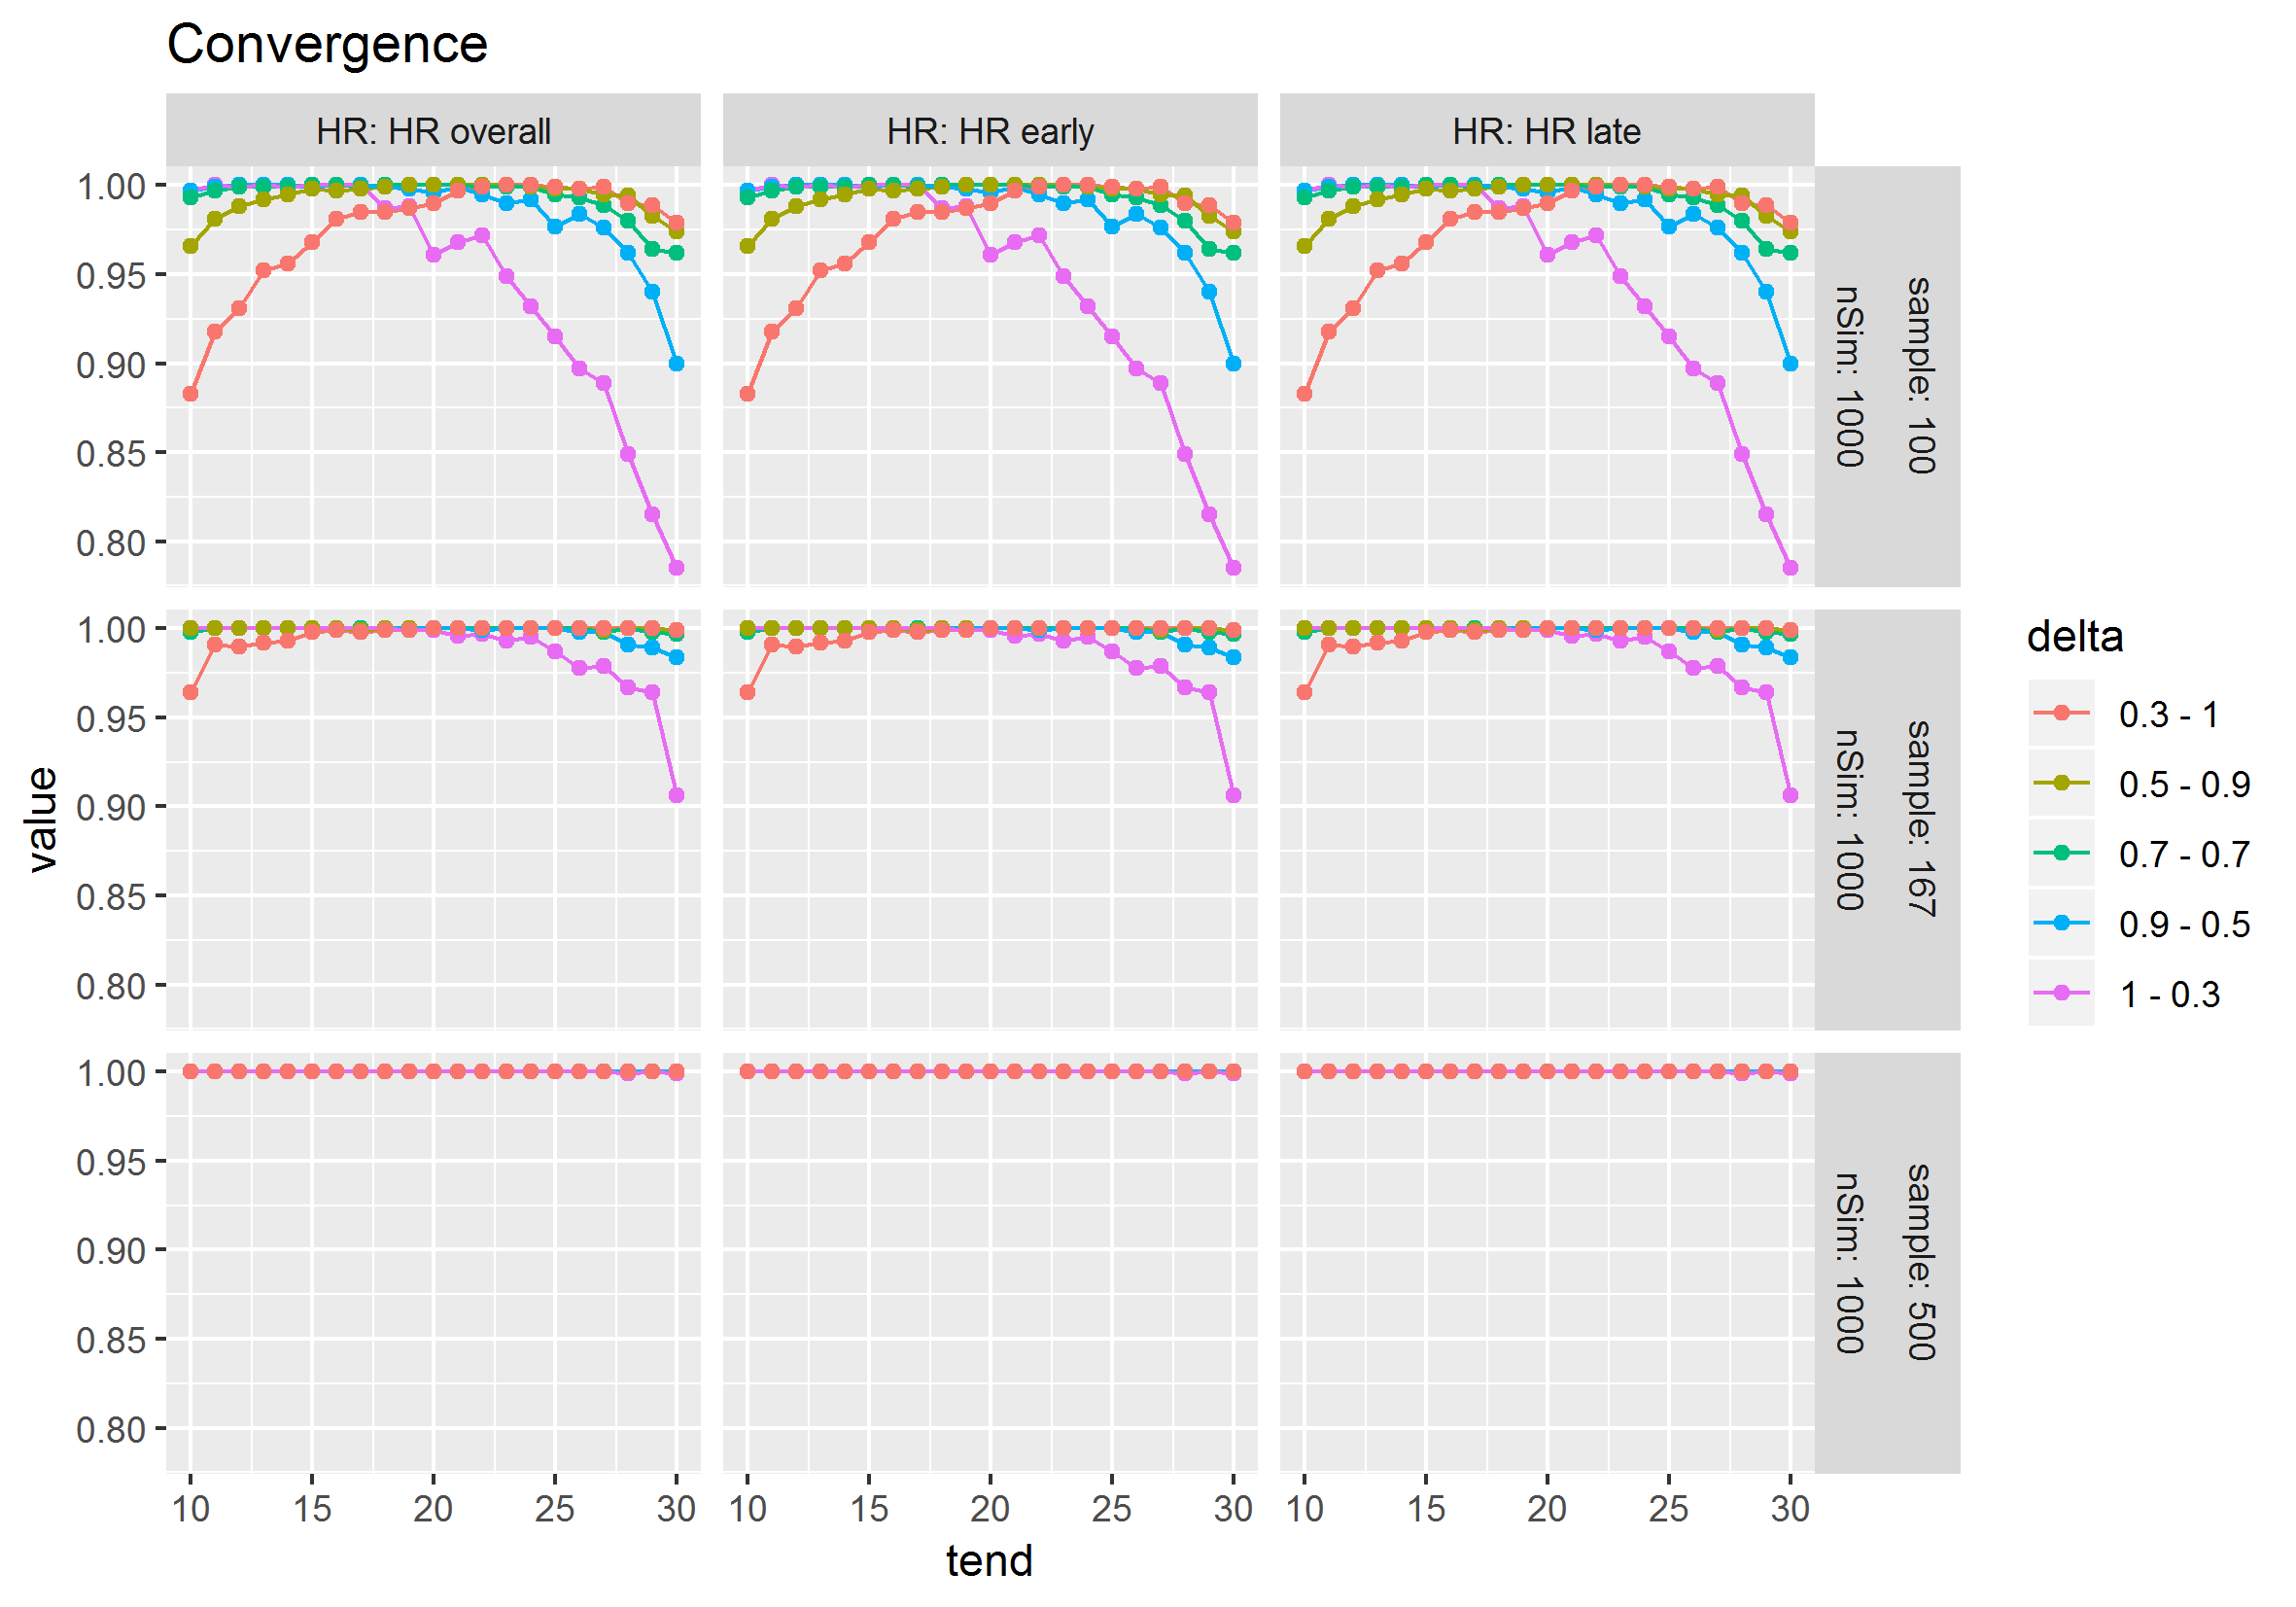 Convergence
HR: HR overall
HR: HR early
HR: HR late
1.00
0.95
0.90
0.85
0.80
sample: 100
nSim: 1000
1.00
0.95
0.90
0.85
0.80
sample: 167
nSim: 1000
1.00
0.95
0.90
0.85
0.80
sample: 500
nSim: 1000
value
10 15 20 25 30
10 15 20 25 30
10 15 20 25 30
tend
delta
0.3 - 1
0.5 - 0.9
0.7 - 0.7
0.9 - 0.5
1 - 0.3